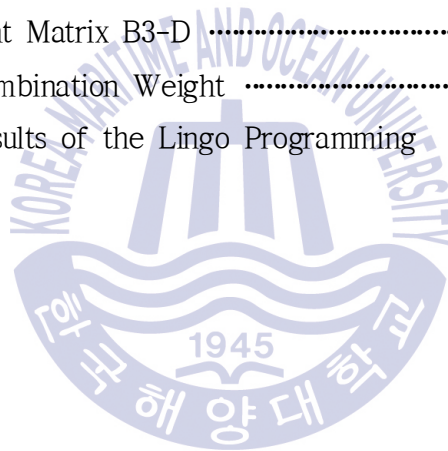 nt Matrix B3-D ································
mbination Weight ································
sults of the Lingo Programming
KOREA MARITIME AND OCEAN UNIVERSITY
1945
한국해양대학교